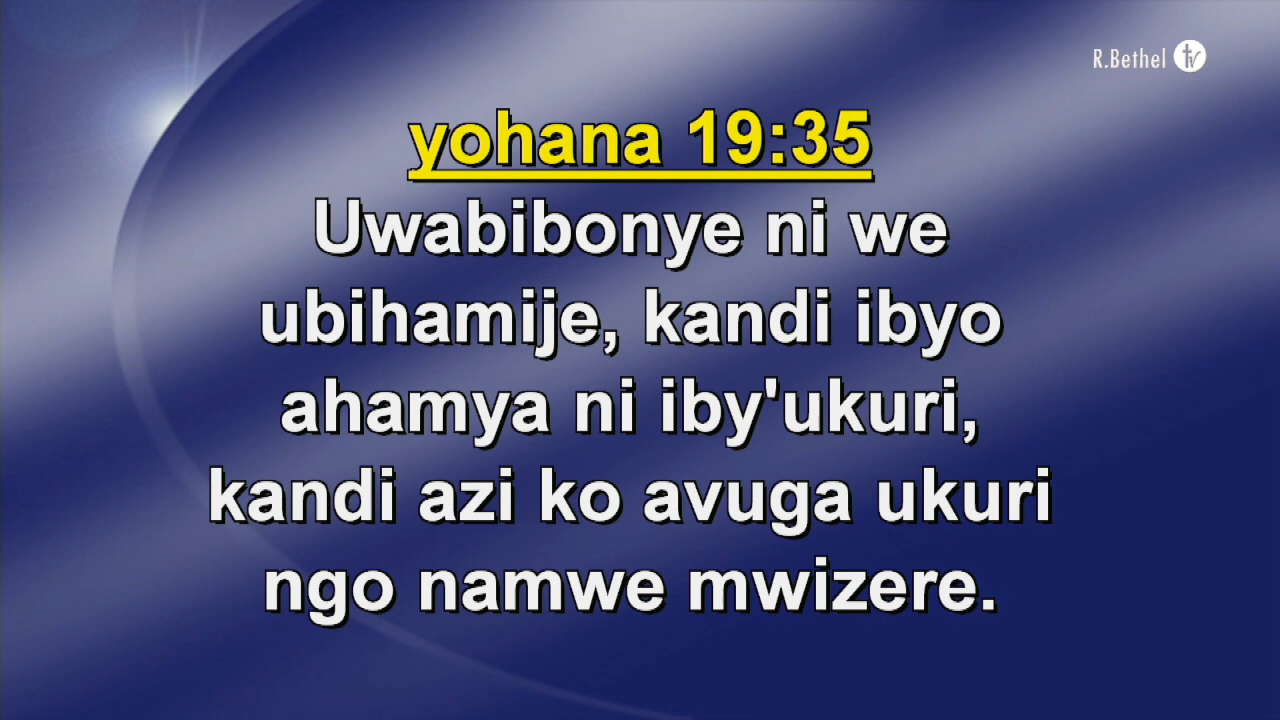 R.Bethel tv
yohana 19:35
Uwabibonye ni we
ubihamije, kandi ibyo
ahamya ni iby'ukuri,
kandi azi ko avuga ukuri
ngo namwe mwizere.